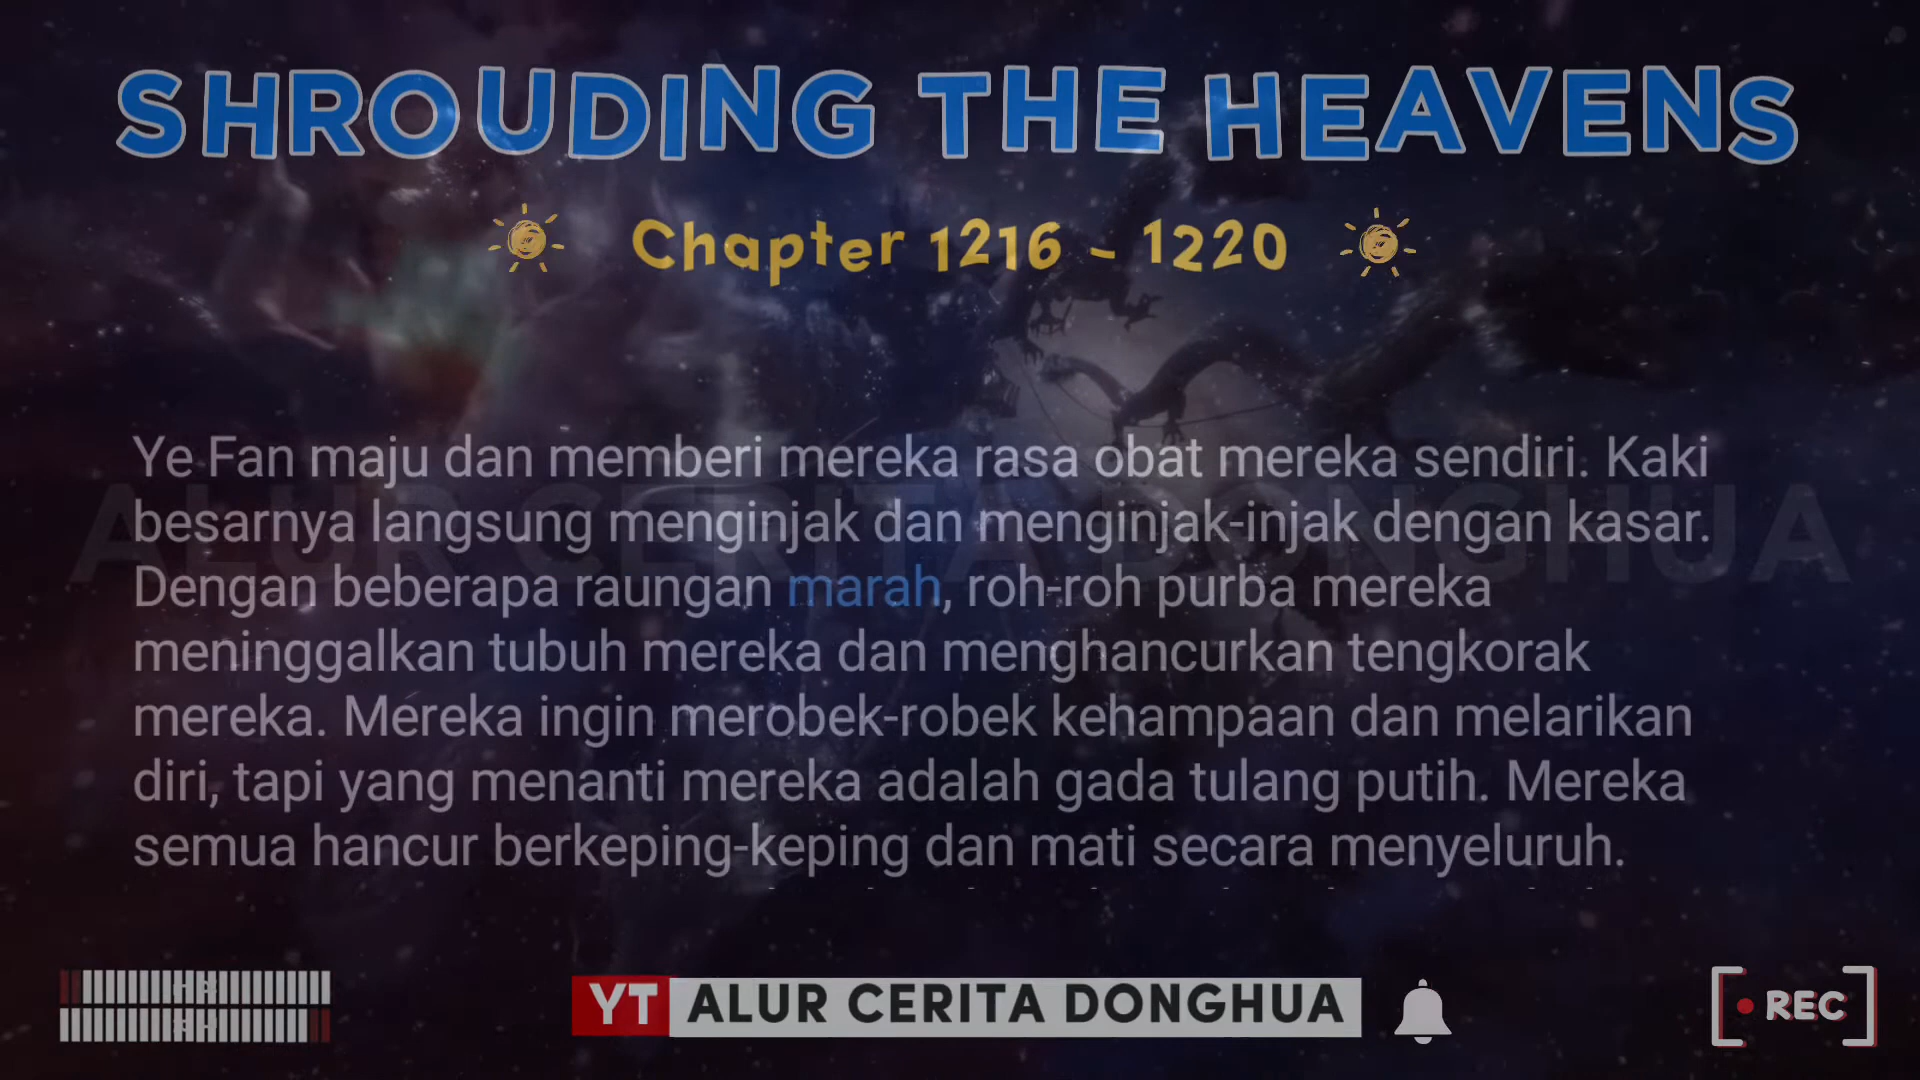 SHROUDING THE HEAVENS
Chapter 1216 - 1220
Ye Fan maju dan memberi mereka rasa obat mereka sendiri. Kaki
besarnya langsung menginjak dan menginjak-injak dengan kasar.
Dengan beberapa raungan marah, roh-roh purba mereka
meninggalkan tubuh mereka dan menghancurkan tengkorak
mereka. Mereka ingin merobek-robek kehampaan dan melarikan
diri, tapi yang menanti mereka adalah gada tulang putih. Mereka
semua hancur berkeping-keping dan mati secara menyeluruh.
ALUR CERITA DONGHUA
YT ALUR CERITA DONGHUA
REC